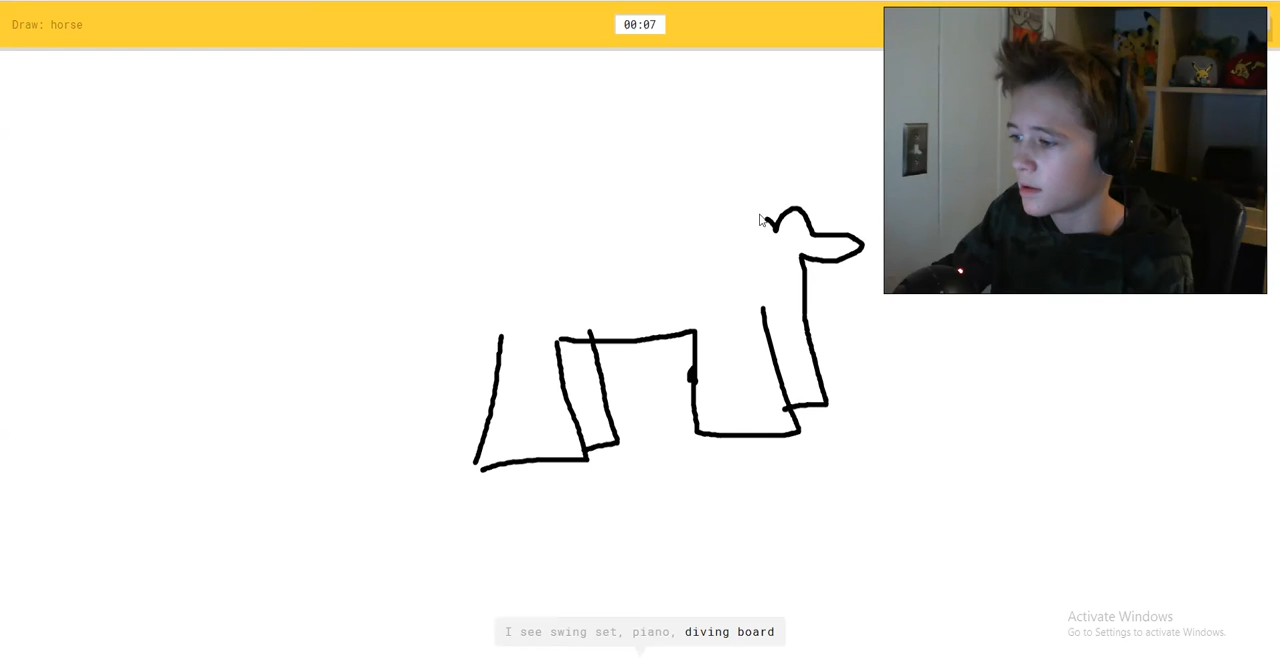 Draw: horse
00:07
I see swing set, piano, diving board
Activate Windows
Go to Settings to activate Windows.